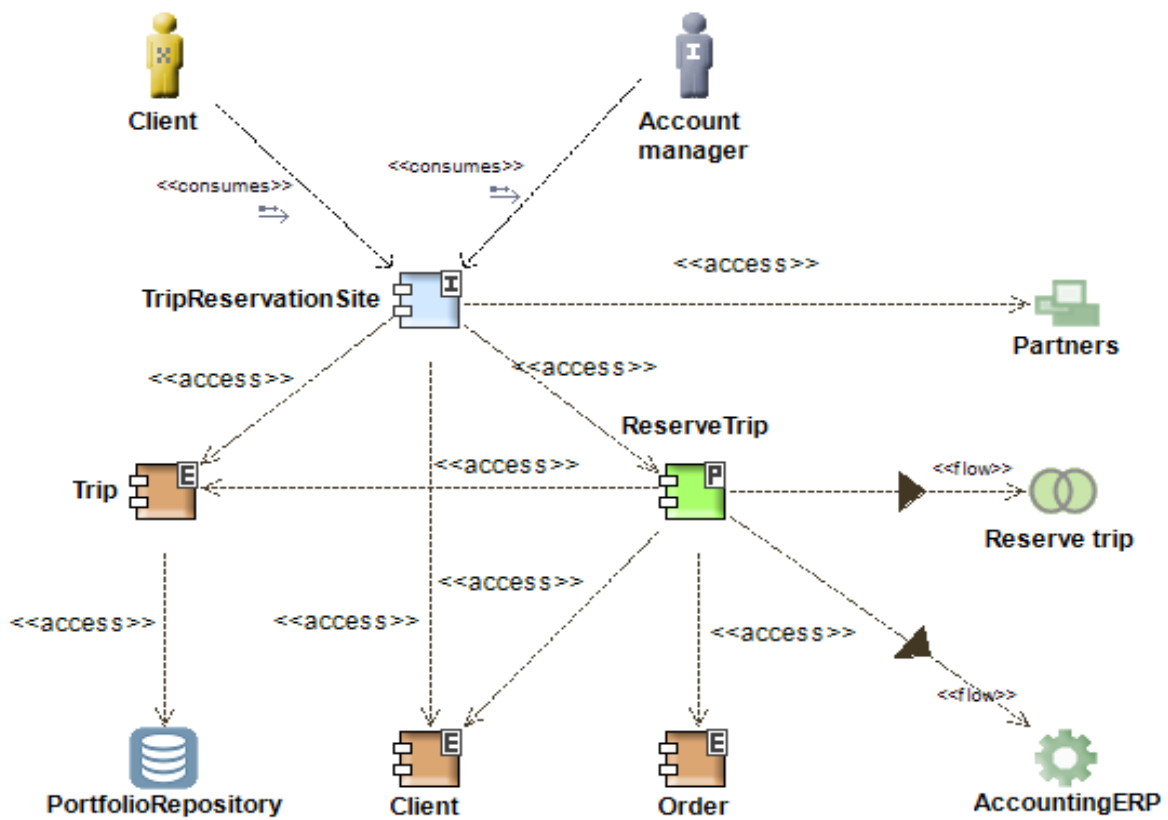 Client
Account
manager
<<consumes>>
<<consumes>>
I
X
I
<<access>>
TripReservationSite
Partners
<<access>>
<<access>>
ReserveTrip
E
<<access>>
P
<<flow>>
Trip
Reserve trip
<<access>>
<<access>>
<<access>>
<<access>>
<<flow>>
E
E
PortfolioRepository
Client
Order
AccountingERP